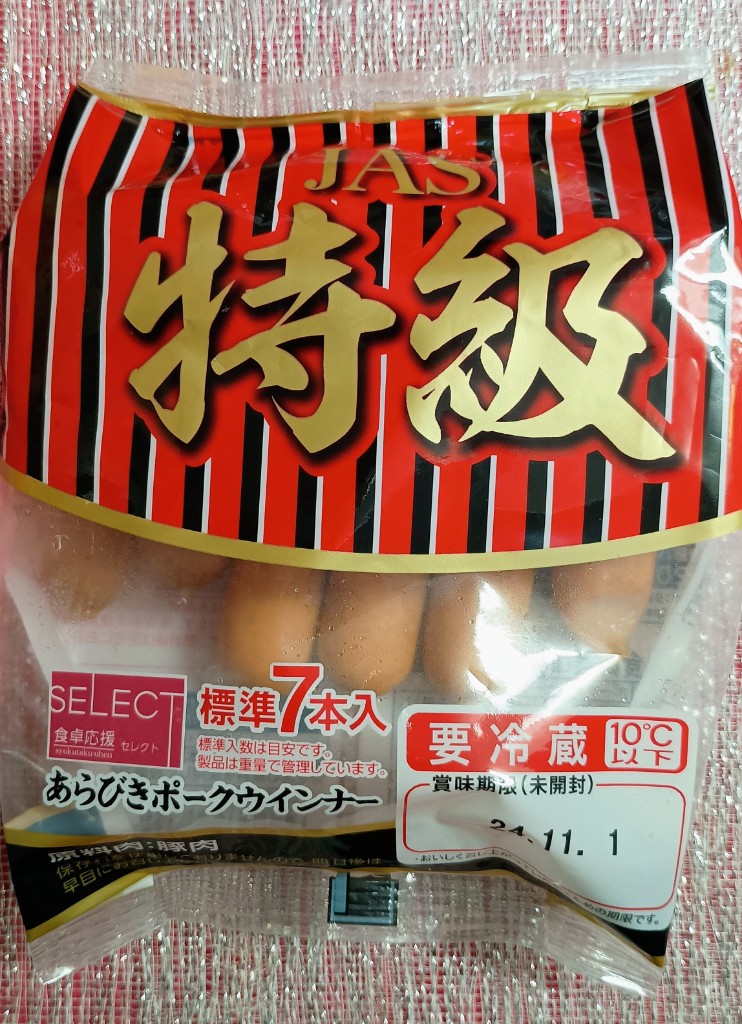 JAS
特級
SELECT
食卓応援 セレクト
syokutaku-ohen
標準7本入
標準入数は目安です。
製品は重量で管理しています。
あらびきポークウインナー
要冷蔵 10℃以下
賞味期限(未開封)
24.11.1
原料肉:豚肉